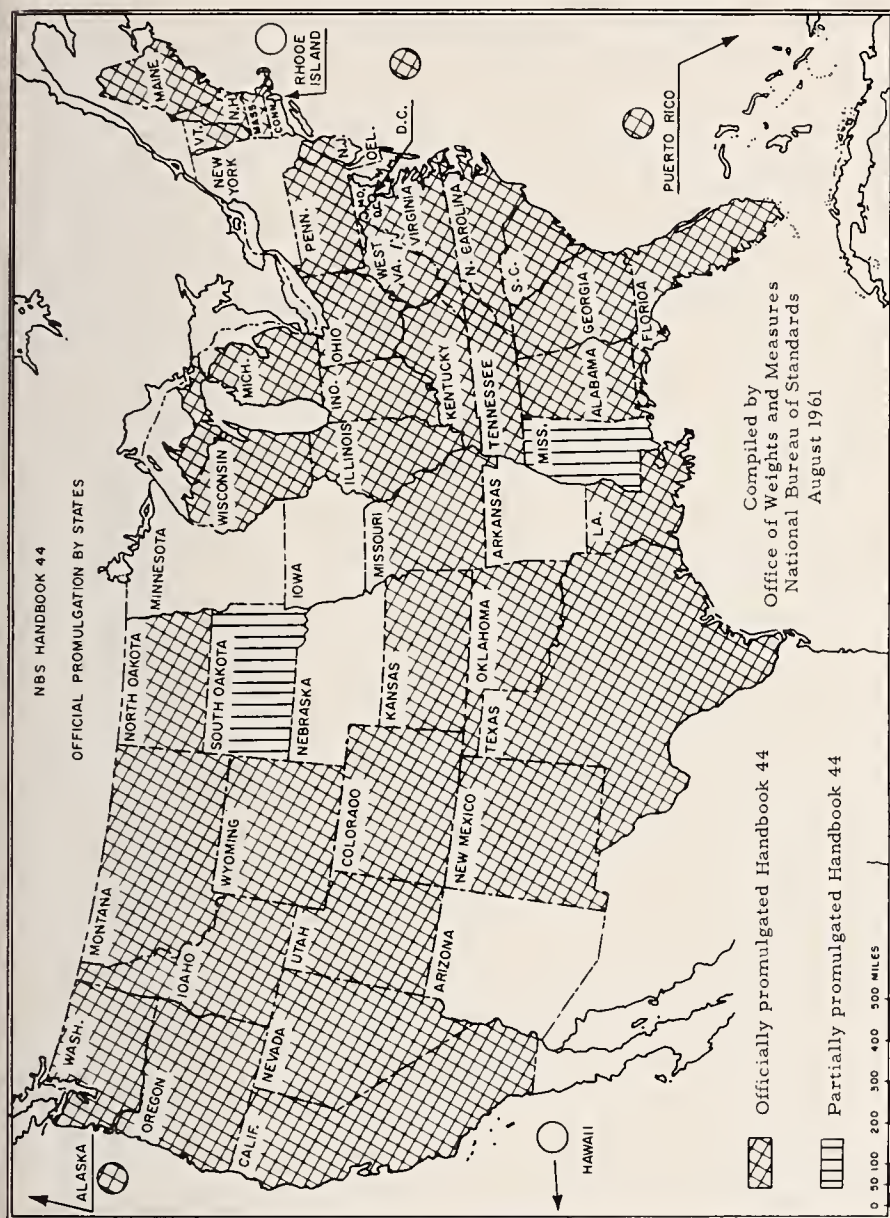 NBS HANDBOOK 44
OFFICIAL PROMULGATION BY STATES
ALASKA
WASH.
OREGON
CALIF.
NEVADA
IDAHO
MONTANA
WYOMING
UTAH
COLORADO
ARIZONA
NEW MEXICO
NORTH DAKOTA
SOUTH DAKOTA
NEBRASKA
KANSAS
OKLAHOMA
TEXAS
MINNESOTA
IOWA
MISSOURI
ARKANSAS
LA.
WISCONSIN
ILLINOIS
MICH.
IND.
OHIO
KENTUCKY
TENNESSEE
MISS.
ALABAMA
GEORGIA
FLORIDA
S.C.
N. CAROLINA
VIRGINIA
WEST
VA.
MD.
D.C.
DEL.
N.J.
PENN.
NEW
YORK
VT.
N.H.
MAINE
MASS.
CONN.
RHODE
ISLAND
D.C.
PUERTO RICO
HAWAII
Compiled by
Office of Weights and Measures
National Bureau of Standards
August 1961
Officially promulgated Handbook 44
Partially promulgated Handbook 44
0 50 100 200 300 400 500 MILES